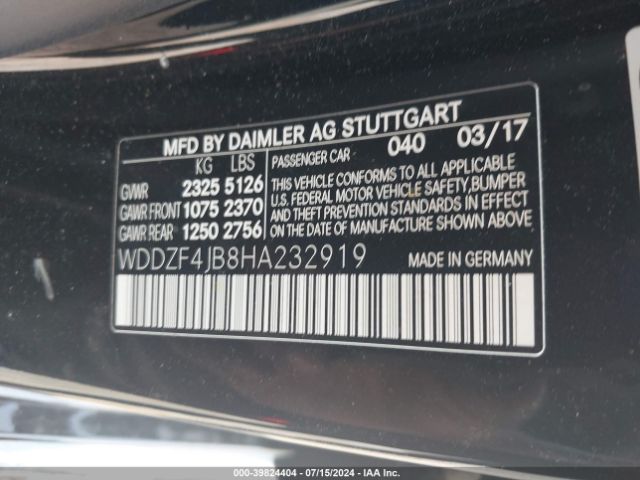 MFD BY DAIMLER AG STUTTGART
KG LBS
PASSENGER CAR 040 03/17
GVWR 2325 5126
GAWR FRONT 1075 2370
GAWR REAR 1250 2756
THIS VEHICLE CONFORMS TO ALL APPLICABLE
U.S. FEDERAL MOTOR VEHICLE SAFETY, BUMPER
AND THEFT PREVENTION STANDARDS IN EFFECT
ON THE DATE OF MANUFACTURE SHOWN ABOVE.
WDDZF4JB8HA232919 MADE IN GERMANY
000-39824404 - 07/15/2024 - IAAI.com